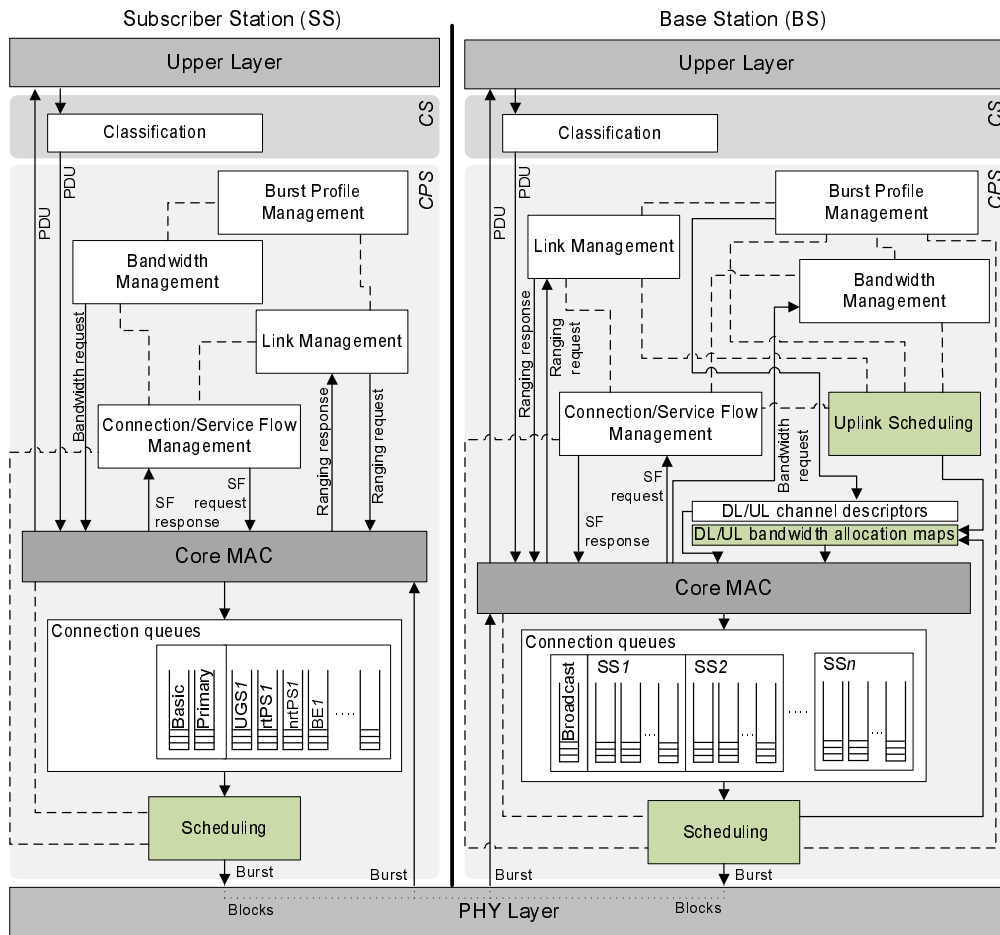 Subscriber Station (SS)
Upper Layer
CS
Classification
PDU
PDU
CPS
Burst Profile
Management
Bandwidth
Management
Link Management
Bandwidth request
Connection/Service Flow
Management
Ranging response
Ranging request
SF
response
SF
request
Core MAC
Connection queues
Basic
Primary
UGS1
rtPS1
nrtPS1
BE1
.....
Scheduling
Burst
Burst
Blocks
Base Station (BS)
Upper Layer
CS
Classification
PDU
PDU
CPS
Burst Profile
Management
Link Management
Bandwidth
Management
Ranging response
Ranging
request
Connection/Service Flow
Management
Uplink Scheduling
Bandwidth
request
SF
request
SF
response
DL/UL channel descriptors
DL/UL bandwidth allocation maps
Core MAC
Connection queues
Broadcast
SS1
...
SS2
...
.....
SSn
...
Scheduling
Burst
Burst
Blocks
PHY Layer